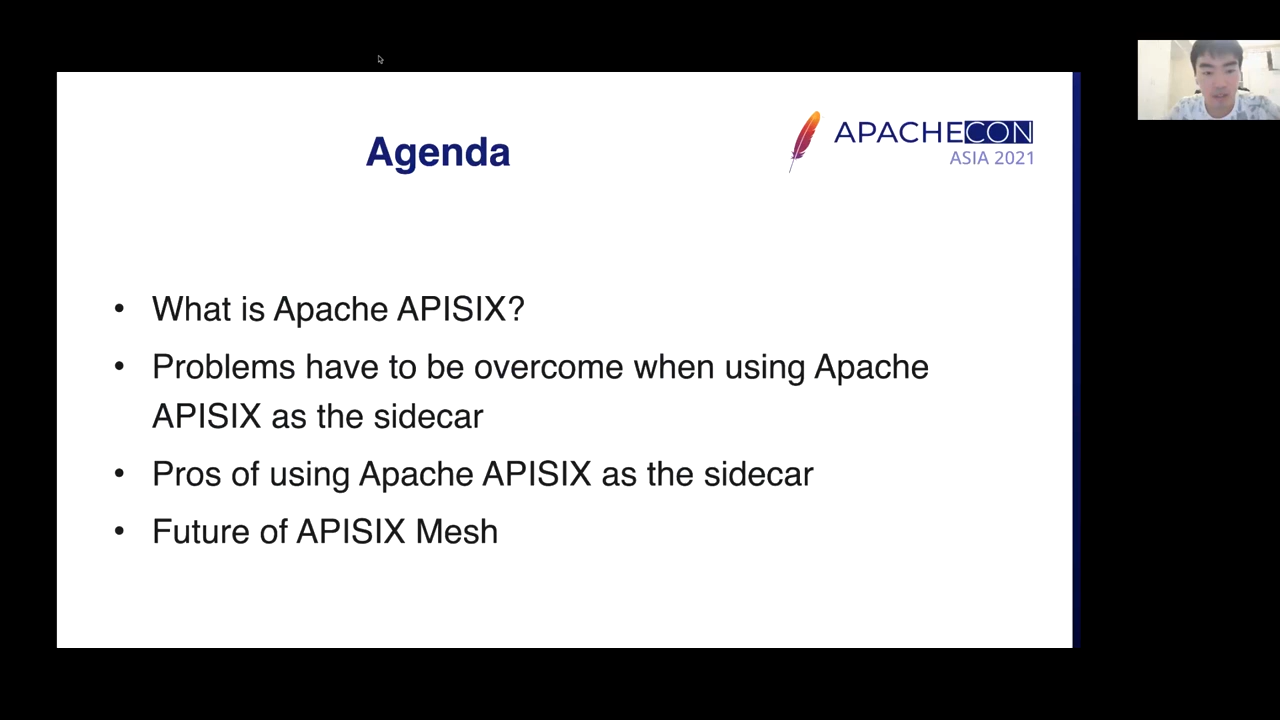 Agenda
APACHECON
ASIA 2021
• What is Apache APISIX?
• Problems have to be overcome when using Apache
APISIX as the sidecar
• Pros of using Apache APISIX as the sidecar
• Future of APISIX Mesh